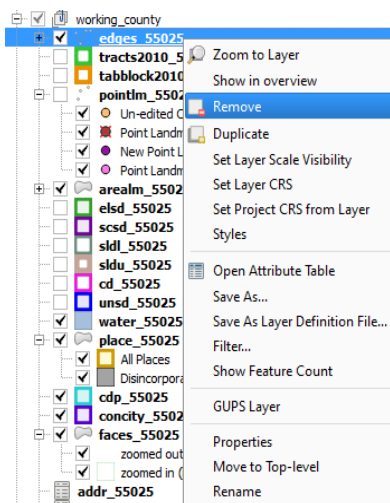 working_county
edges_55025
tracts2010_5
tabblock2010
pointlm_5502
Un-edited C
Point Landm
New Point L
Point Landm
arealm_5502
elsd_55025
scsd_55025
sldl_55025
sldu_55025
cd_55025
unsd_55025
water_55025
place_55025
All Places
Disincorpora
cdp_55025
concity_5502
faces_55025
zoomed out
zoomed in (
addr_55025
Zoom to Layer
Show in overview
Remove
Duplicate
Set Layer Scale Visibility
Set Layer CRS
Set Project CRS from Layer
Styles
Open Attribute Table
Save As...
Save As Layer Definition File...
Filter...
Show Feature Count
GUPS Layer
Properties
Move to Top-level
Rename